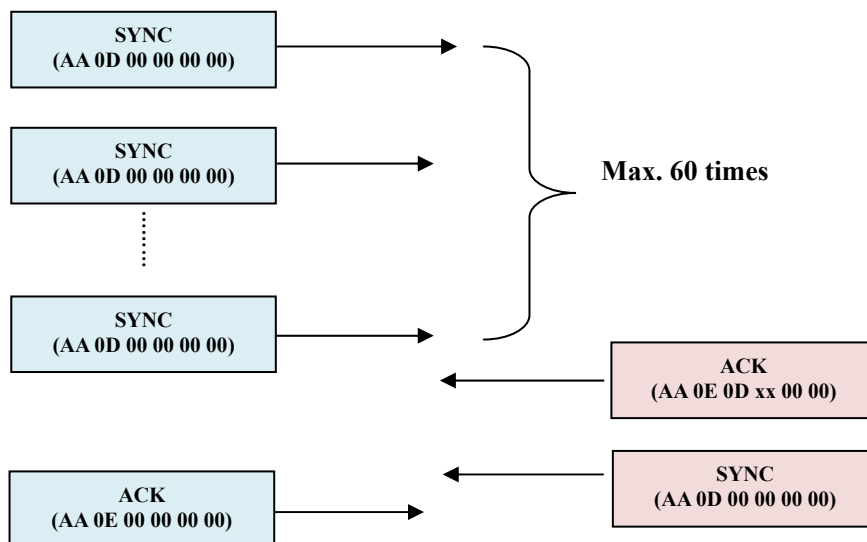 SYNC
(AA 0D 00 00 00 00)
SYNC
(AA 0D 00 00 00 00)
Max. 60 times
SYNC
(AA 0D 00 00 00 00)
ACK
(AA 0E 0D xx 00 00)
SYNC
(AA 0D 00 00 00 00)
ACK
(AA 0E 00 00 00 00)